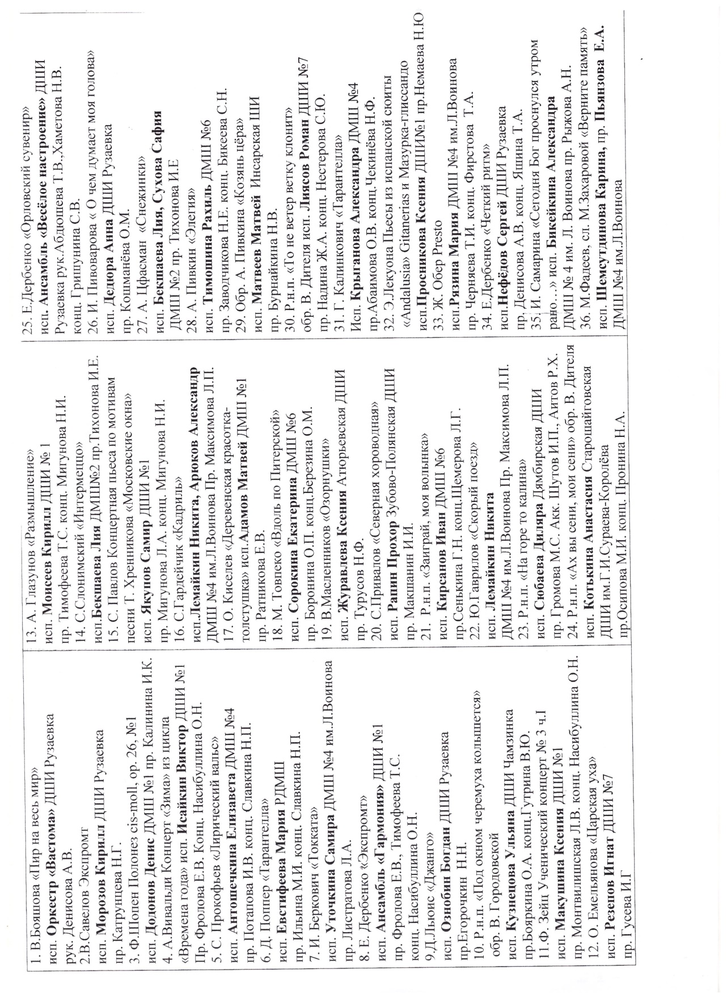 1. В.Бояшова «Пир на весь мир»
исп. Оркестр «Вастома» ДШИ Рузаевка
рук. Денисова А.В.
2.В.Савелов Экспромт
исп. Морозов Кирилл ДШИ Рузаевка
пр. Катрунцева Н.Г.
3. Ф.Шопен Полонез cis-moll, op. 26, №1
исп. Додонов Денис ДМШ №1 пр. Калинина И.К.
4. А.Вивальди Концерт «Зима» из цикла
«Времена года» исп. Исайкин Виктор ДШИ №1
Пр. Фролова Е.В. Конц. Насибуллина О.Н.
5. С. Прокофьев «Лирический вальс»
исп. Антошечкина Елизавета ДМШ №4
пр. Потапова И.В. конц. Славкина Н.П.
6. Д. Поппер «Тарантелла»
исп. Евстифеева Мария РДМШ
пр. Ильина М.И. конц. Славкина Н.П.
7. И. Беркович «Токката»
исп. Уточкина Самира ДМШ №4 им.Л.Воинова
пр. Листратова Л.А.
8. Е. Дербенко «Экспромт»
исп. Ансамбль «Гармония» ДШИ №1
пр. Фролова Е.В., Тимофеева Т.С.
конц. Насибуллина О.Н.
9.Д.Льюис «Джанго»
исп. Ознобин Богдан ДШИ Рузаевка
пр.Егорочкин Н.Н.
10. Р.н.п. «Под окном черемуха колышется»
обр. В. Городовской
исп. Кузнецова Ульяна ДШИ Чамзинка
пр.Бояркина О.А. конц.Гутрина В.Ю.
11.Ф. Зейц Ученический концерт № 3 ч.I
исп. Макушина Ксения ДШИ №1
пр. Монтвилишская Л.В. конц. Насибуллина О.Н.
12. О. Емельянова «Царская уха»
исп. Резепов Игнат ДШИ №7
пр. Гусева И.Г
13. А. Глазунов «Размышление»
исп. Моисеев Кирилл ДШИ № 1
пр. Тимофеева Т.С. конц. Мигунова Н.И.
14. С.Слонимский «Интермеццо»
исп.Бекшаева Лия ДМШ№2 пр.Тихонова И.Е.
15. С. Павлов Концертная пьеса по мотивам
песни Т. Хренникова «Московские окна»
исп. Якупов Самир ДШИ №1
пр. Мигунова Л.А. конц. Мигунова Н.И.
16. С.Гардейчик «Кадриль»
исп.Лемайкин Никита, Арюков Александр
ДМШ №4 им.Л.Воинова Пр. Максимова Л.П.
17. О. Киселев «Деревенская красотка-
толстушка» исп.Адамов Матвей ДМШ №1
пр. Ратникова Е.В.
18. М. Товпеко «Вдоль по Питерской»
исп. Сорокина Екатерина ДМШ №6
пр. Боронина О.П. конц.Березина О.М.
19. В.Масленников «Озорнушки»
исп. Журавлева Ксения Атюрьевская ДШИ
пр. Турусов Н.Ф.
20. С.Привалов «Северная хороводная»
исп. Рапин Прохор Зубово-Полянская ДШИ
пр. Макшанин И.И.
21. Р.н.п. «Заиграй, моя волынка»
исп. Кирсанов Иван ДМШ №6
пр.Сенькина Г.Н. конц.Щемерова Л.Г.
22. Ю.Гаврилов «Скорый поезд»
исп. Лемайкин Никита
ДМШ №4 им.Л.Воинова Пр. Максимова Л.П.
23. Р.н.п. «На горе то калина»
исп. Сюбаева Диляра Лямбирская ДШИ
пр. Громова М.С. Акк. Шутов И.П., Аитов Р.Х.
24. Р.н.п. «Ах вы сени, мои сени» обр. В. Дителя
исп. Котькина Анастасия Старошайговская
ДШИ им.Г.И.Сураева-Королёва
пр.Осипова М.И. конц. Пронина Н.А.
25. Е.Дербенко «Орловский сувенир»
исп. Ансамбль «Весёлое настроение» ДШИ
Рузаевка рук.Абдюшева Т.В.,Хаметова Н.В.
конц. Гришунина С.В.
26. И. Пивоварова « О чем думает моя голова»
исп. Дедюра Анна ДШИ Рузаевка
пр. Кошманёва О.М.
27. А. Цфасман «Снежинки»
исп. Бекшаева Лия, Сухова Сафия
ДМШ №2 пр. Тихонова И.Е
28. А. Пивкин «Элегия»
исп. Тимошина Рахиль ДМШ №6
пр. Заводчикова Н.Е. конц. Бикеева С.Н.
29. Обр. А. Пивкина «Козянь цёра»
исп. Матвеев Матвей Инсарская ШИ
пр. Бурнайкина Н.В.
30. Р.н.п. «То не ветер ветку клонит»
обр. В. Дителя исп. Лиясов Роман ДШИ №7
пр. Надина Ж.А. конц. Нестерова С.Ю.
31. Г. Калинкович «Тарантелла»
Исп. Крыганова Александра ДМШ №4
пр.Абаимова О.В. конц.Чекинёва Н.Ф.
32. Э.Лекуона Пьесы из испанской сюиты
«Andalusia» Gitanerias и Мазурка-глиссандо
исп.Просникова Ксения ДШИ№1 пр.Немаева Н.Ю
33. Ж. Обер Presto
исп.Рязина Мария ДМШ №4 им.Л.Воинова
пр. Черняева Т.И. конц. Фирстова Т.А.
34. Е.Дербенко «Четкий ритм»
исп.Нефёдов Сергей ДШИ Рузаевка
пр. Денисова А.В. конц. Яшина Т.А.
35. И. Самарина «Сегодня Бог проснулся утром
рано…» исп. Бикейкина Александра
ДМШ № 4 им. Л. Воинова пр. Рыжова А.Н.
36. М.Фадеев, сл. М.Захаровой «Верните память»
исп. Шемсутдинова Карина, пр. Пьянзова Е.А.
ДМШ №4 им.Л.Воинова